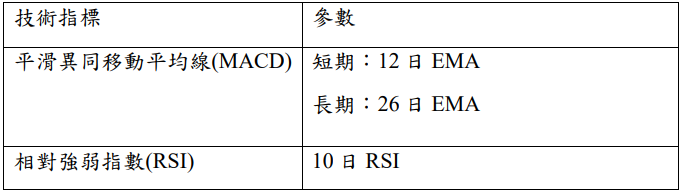 技術指標 參數
平滑異同移動平均線(MACD) 短期：12 日 EMA
長期：26 日 EMA
相對強弱指數(RSI) 10 日 RSI